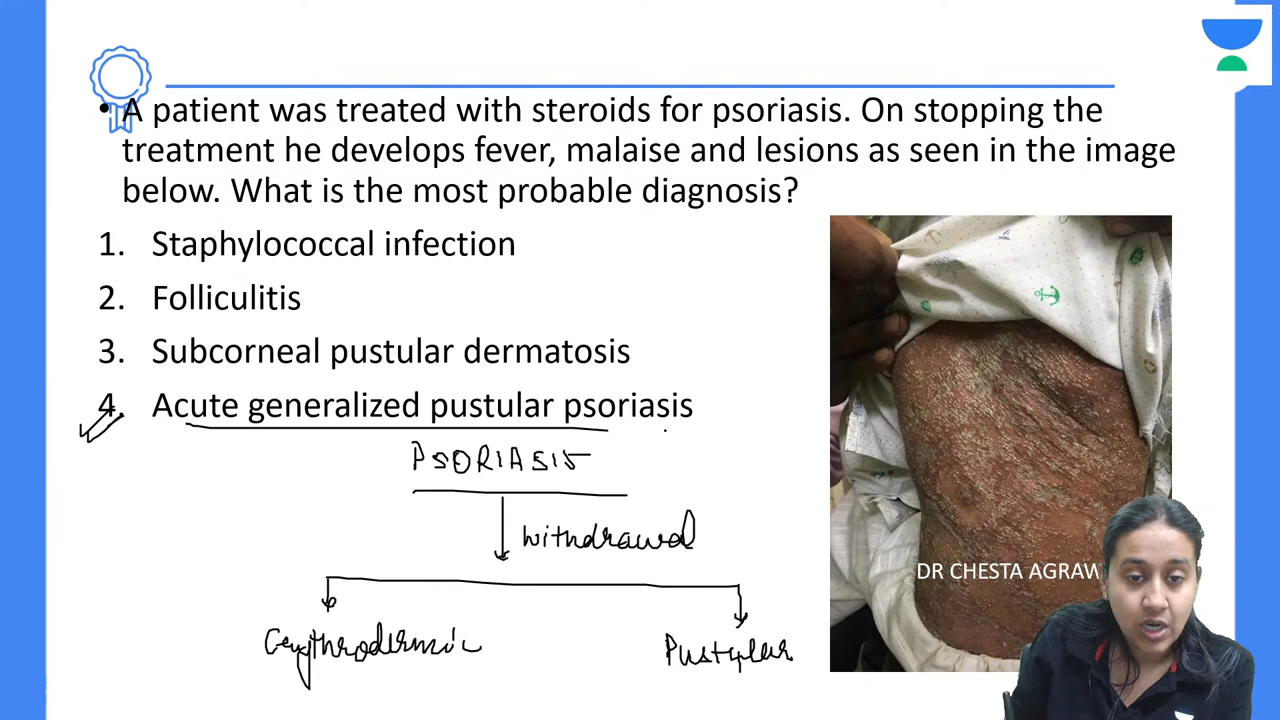 • A patient was treated with steroids for psoriasis. On stopping the
treatment he develops fever, malaise and lesions as seen in the image
below. What is the most probable diagnosis?
1. Staphylococcal infection
2. Folliculitis
3. Subcorneal pustular dermatosis
4. Acute generalized pustular psoriasis
PSORIASIS
withdrawal
Erythrodermic
Pustular
DR CHESTA AGRAW